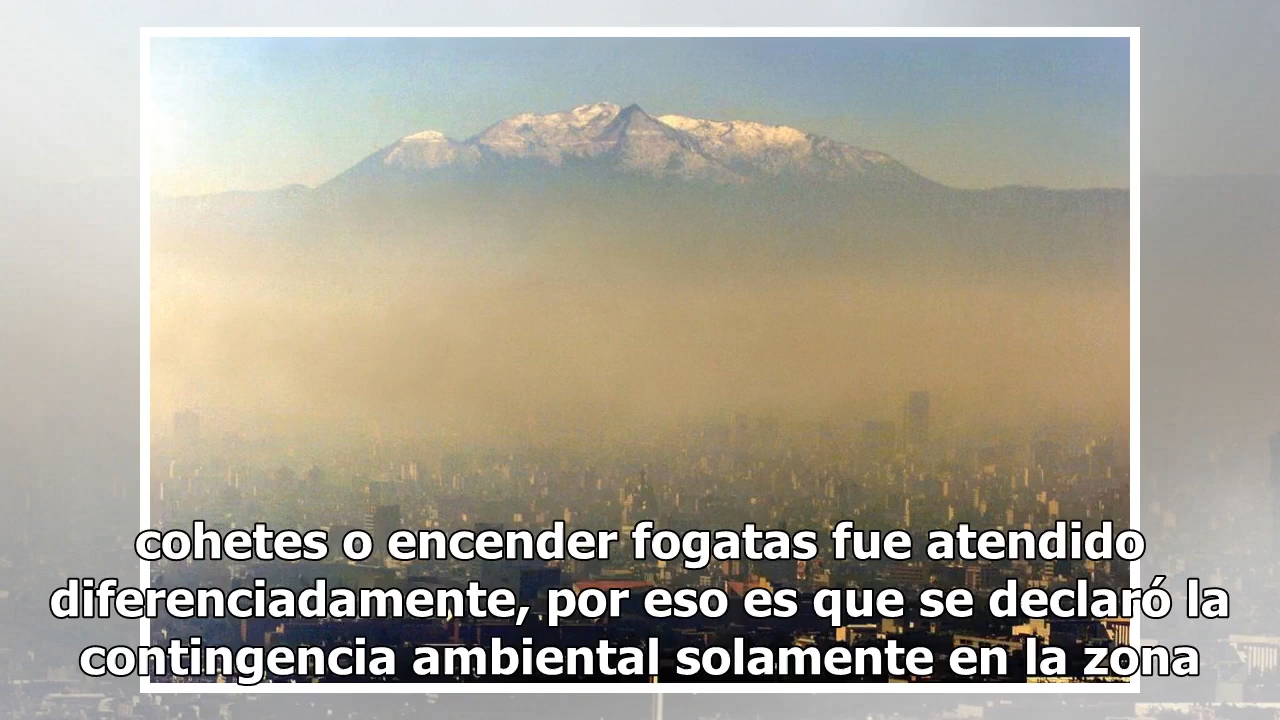 cohetes o encender fogatas fue atendido
diferenciadamente, por eso es que se declaró la
contingencia ambiental solamente en la zona